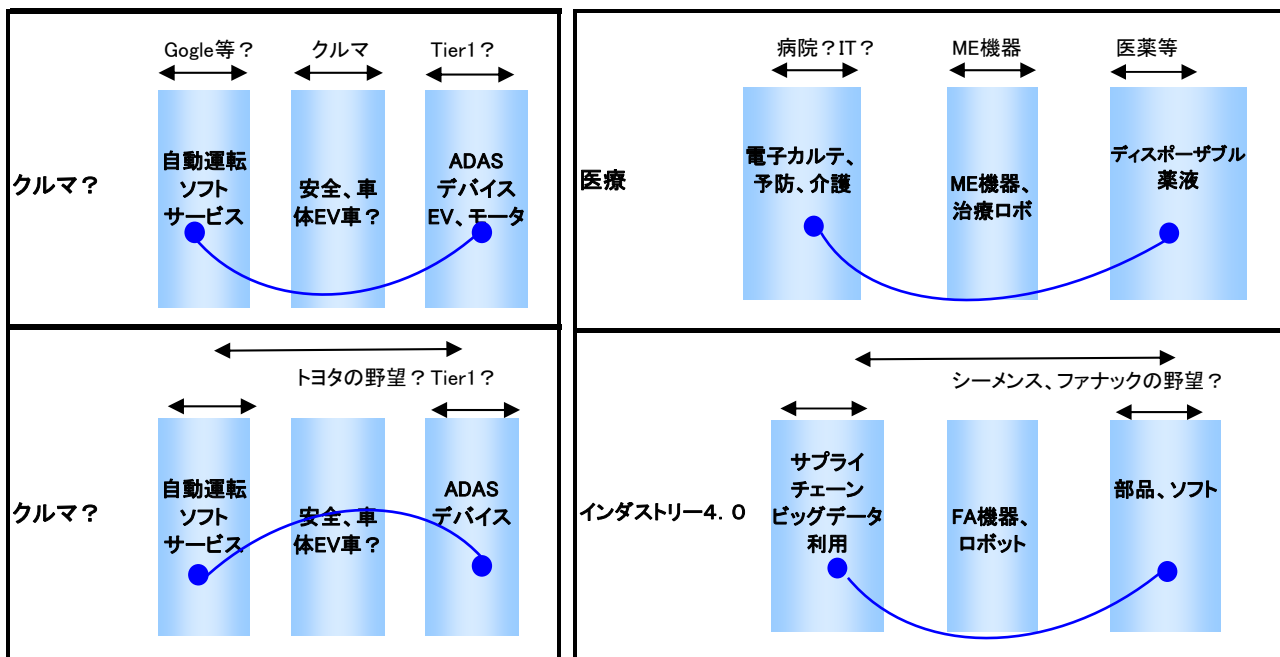 Gogle等？
クルマ
Tier1？
クルマ？
自動運転
ソフト
サービス
安全、車
体EV車？
ADAS
デバイス
EV、モータ
病院？IT？
ME機器
医薬等
医療
電子カルテ、
予防、介護
ME機器、
治療ロボ
ディスポーザブル
薬液
トヨタの野望？Tier1？
クルマ？
自動運転
ソフト
サービス
安全、車
体EV車？
ADAS
デバイス
シーメンス、ファナックの野望？
インダストリー4．0
サプライ
チェーン
ビッグデータ
利用
FA機器、
ロボット
部品、ソフト